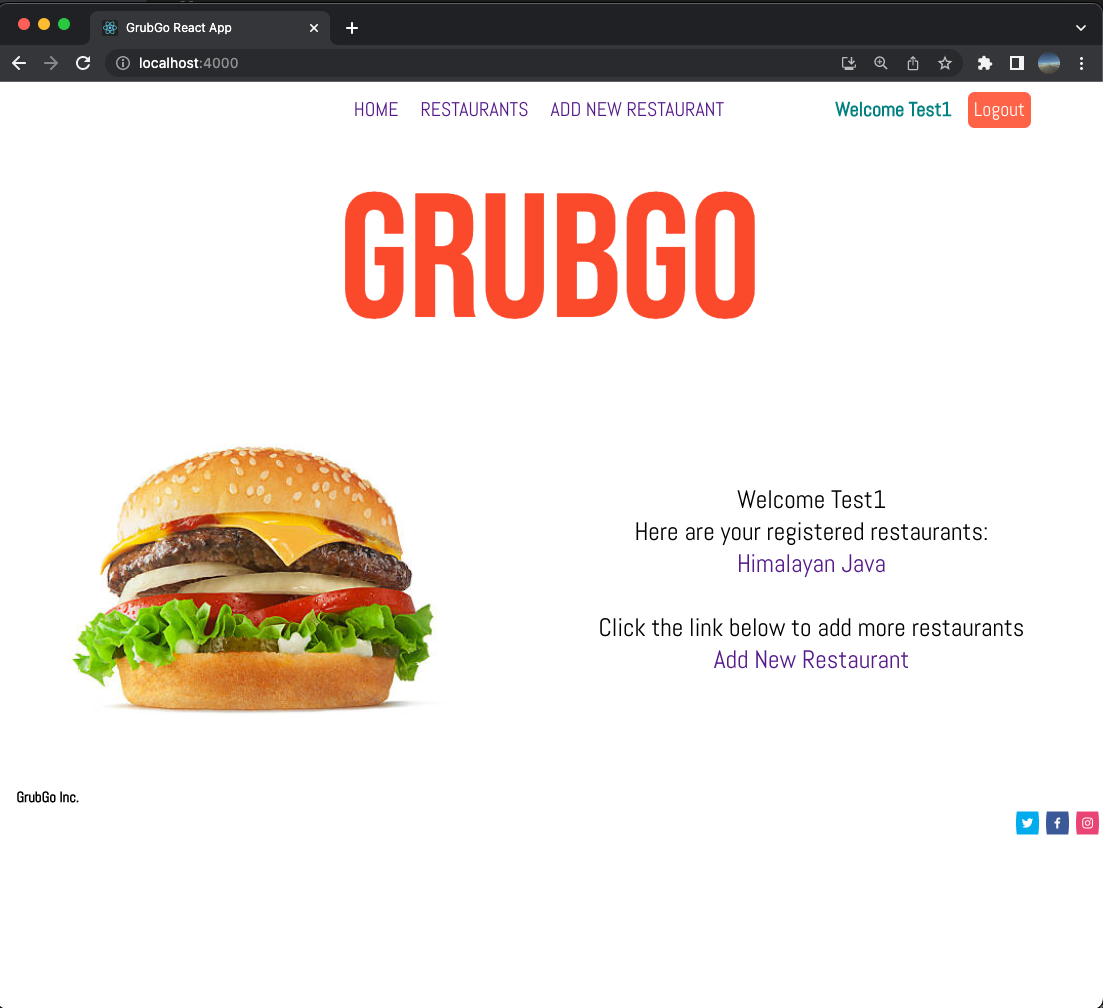 GrubGo React App
localhost:4000
HOME RESTAURANTS ADD NEW RESTAURANT Welcome Test1 Logout
GRUBGO
Welcome Test1
Here are your registered restaurants:
Himalayan Java
Click the link below to add more restaurants
Add New Restaurant
GrubGo Inc.